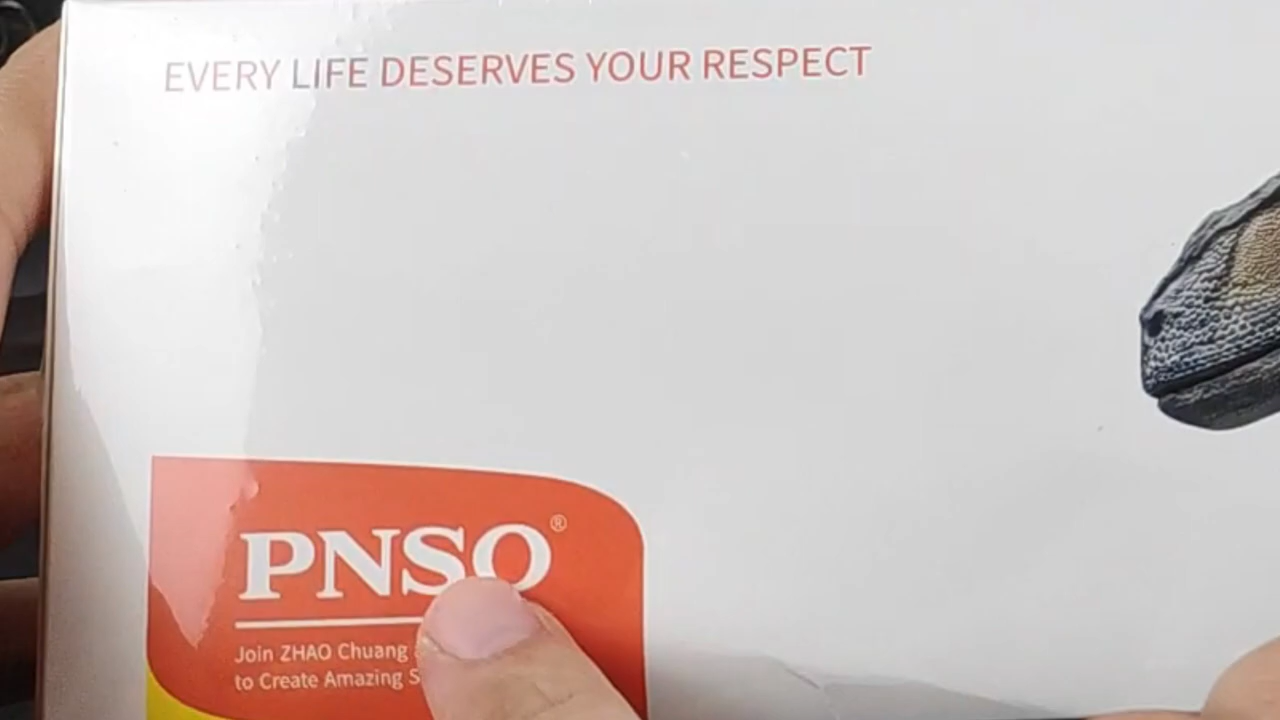 EVERY LIFE DESERVES YOUR RESPECT
PNSO®
Join ZHAO Chuang
to Create Amazing